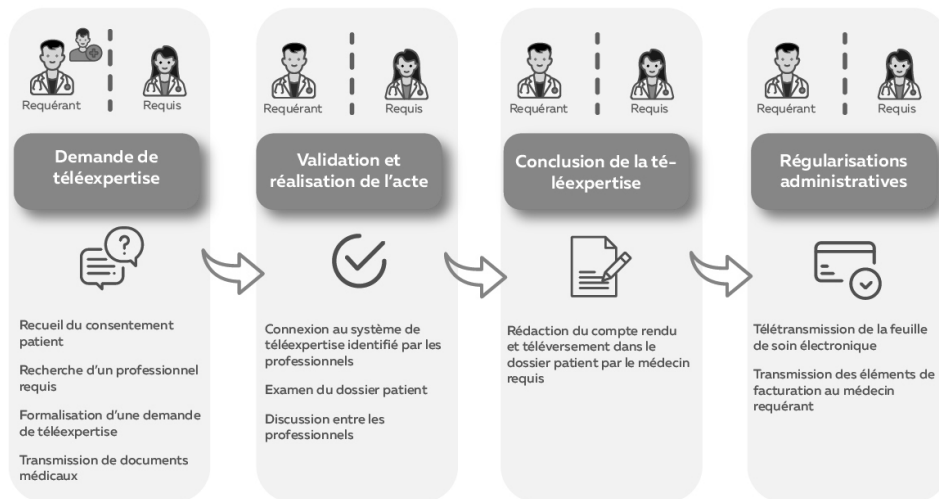 Requérant
Requis
Demande de
téléexpertise
Recueil du consentement
patient
Recherche d’un professionnel
requis
Formalisation d’une demande
de téléexpertise
Transmission de documents
médicaux
Requérant
Requis
Validation et
réalisation de l’acte
Connexion au système de
téléexpertise identifié par les
professionnels
Examen du dossier patient
Discussion entre les
professionnels
Requérant
Requis
Conclusion de la té-
léexpertise
Rédaction du compte rendu
et téléversement dans le
dossier patient par le médecin
requis
Requérant
Requis
Régularisations
administratives
Télétransmission de la feuille
de soin électronique
Transmission des éléments de
facturation au médecin
requérant